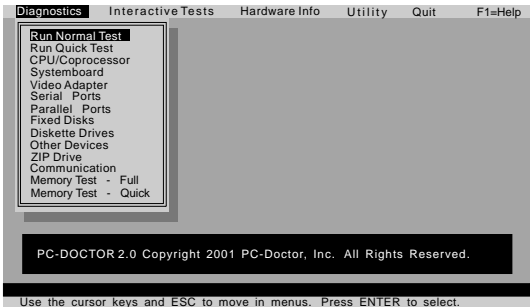 Diagnostics Interactive Tests Hardware Info Utility Quit F1=Help
Run Normal Test
Run Quick Test
CPU/Coprocessor
Systemboard
Video Adapter
Serial Ports
Parallel Ports
Fixed Disks
Diskette Drives
Other Devices
ZIP Drive
Communication
Memory Test - Full
Memory Test - Quick
PC-DOCTOR 2.0 Copyright 2001 PC-Doctor, Inc. All Rights Reserved.
Use the cursor keys and ESC to move in menus. Press ENTER to select.